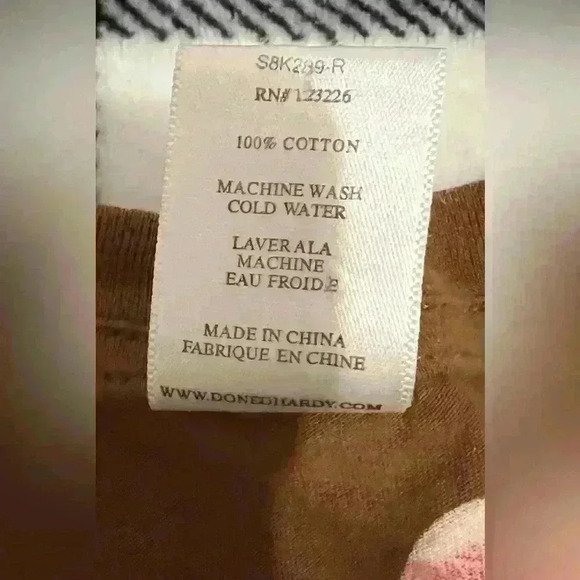 S8K289-R
RN# 123226
100% COTTON
MACHINE WASH
COLD WATER
LAVER ALA
MACHINE
EAU FROIDE
MADE IN CHINA
FABRIQUE EN CHINE
WWW.DONEDHARDY.COM